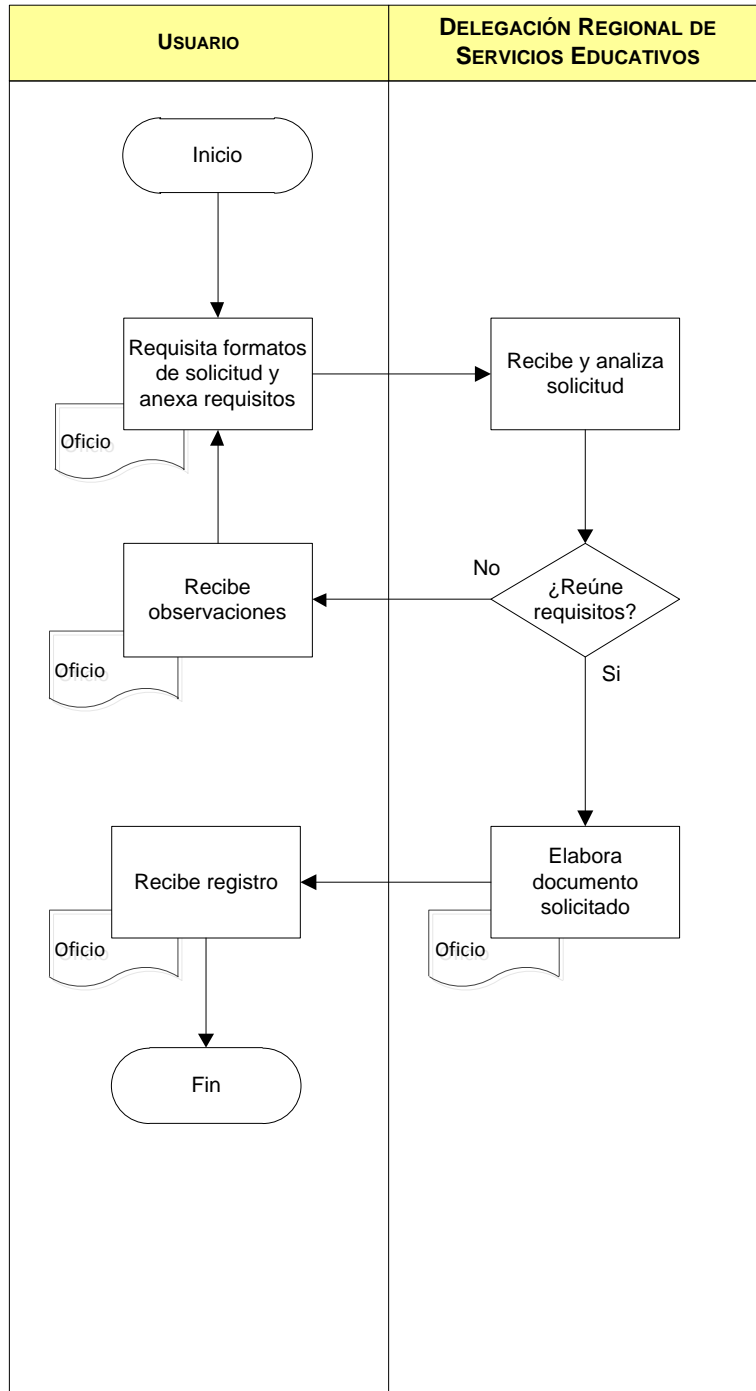 USUARIO
DELEGACIÓN REGIONAL DE
SERVICIOS EDUCATIVOS
Inicio
Requisita formatos
de solicitud y
anexa requisitos
Oficio
Recibe y analiza
solicitud
¿Reúne
requisitos?
No
Si
Recibe
observaciones
Oficio
Elabora
documento
solicitado
Oficio
Recibe registro
Oficio
Fin